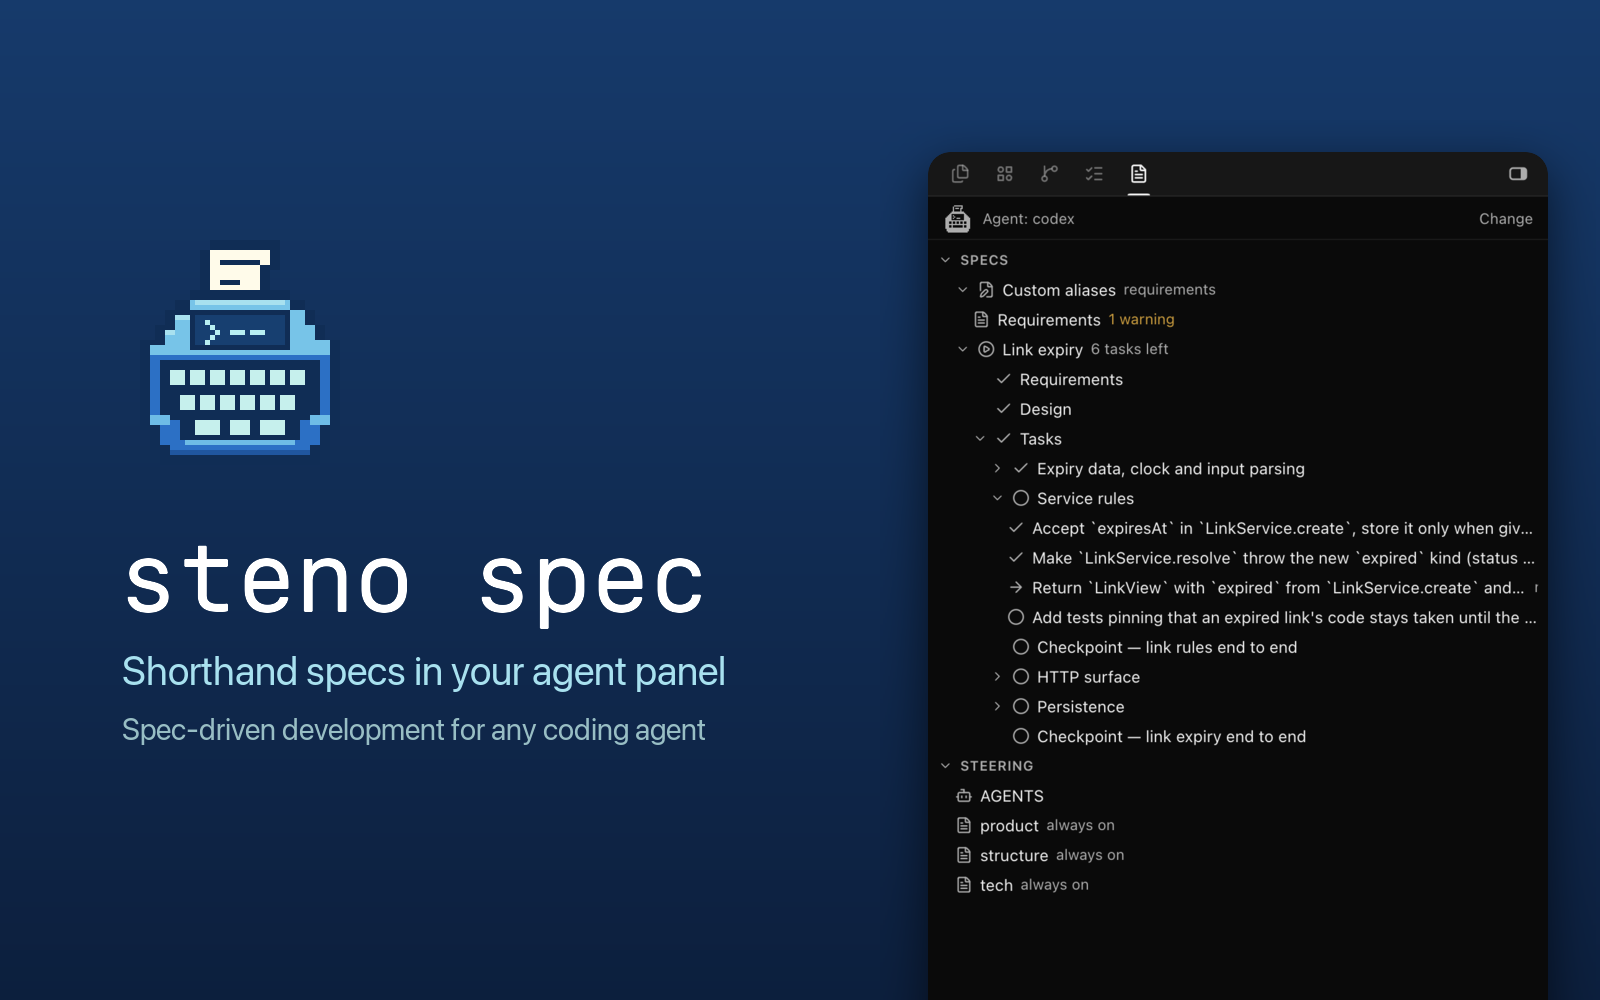 steno spec
Shorthand specs in your agent panel
Spec-driven development for any coding agent
Agent: codex
Change
SPECS
Custom aliases requirements
Requirements 1 warning
Link expiry 6 tasks left
Requirements
Design
Tasks
Expiry data, clock and input parsing
Service rules
Accept `expiresAt` in `LinkService.create`, store it only when giv...
Make `LinkService.resolve` throw the new `expired` kind (status ...
Return `LinkView` with `expired` from `LinkService.create` and...
Add tests pinning that an expired link's code stays taken until the ...
Checkpoint — link rules end to end
HTTP surface
Persistence
Checkpoint — link expiry end to end
STEERING
AGENTS
product always on
structure always on
tech always on